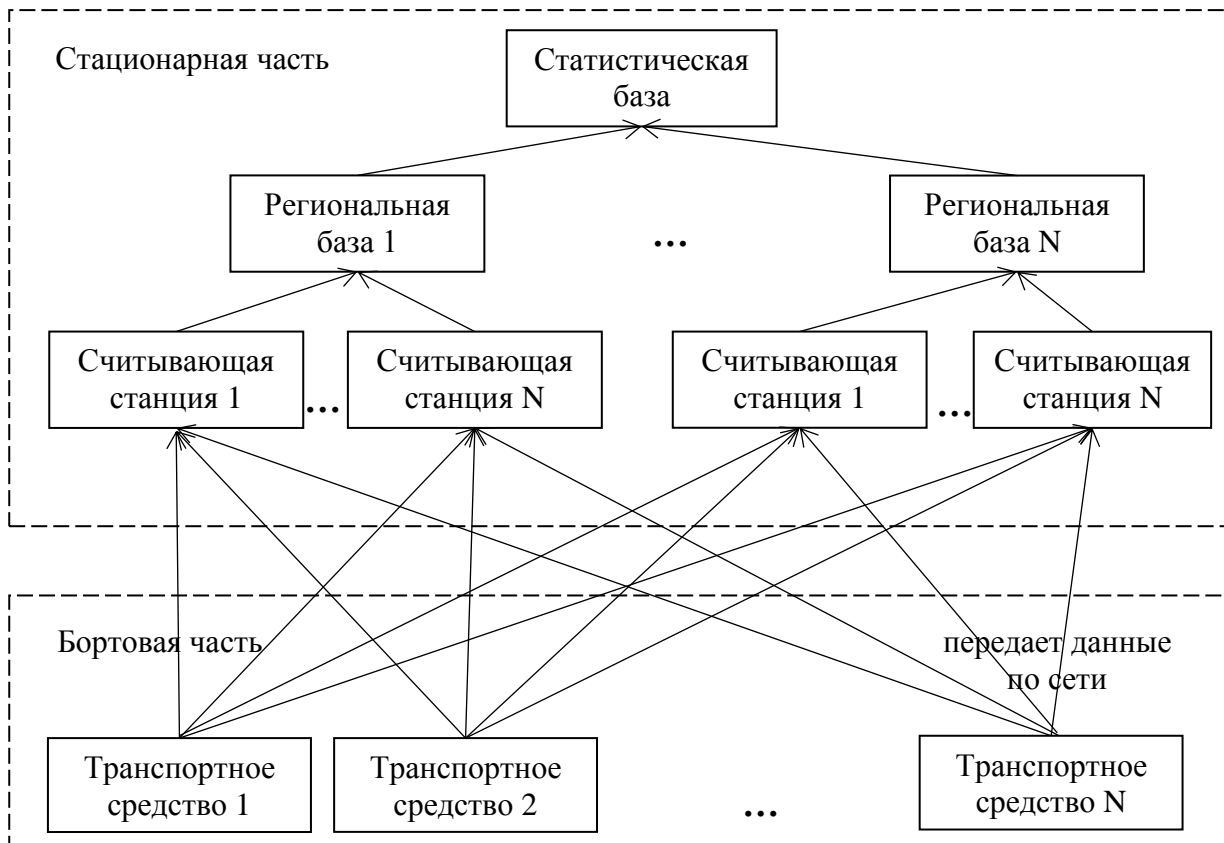 Стационарная часть
Статистическая
база
Региональная
база 1
...
Региональная
база N
Считывающая
станция 1
...
Считывающая
станция N
Считывающая
станция 1
...
Считывающая
станция N
Бортовая часть
передает данные
по сети
Транспортное
средство 1
Транспортное
средство 2
...
Транспортное
средство N